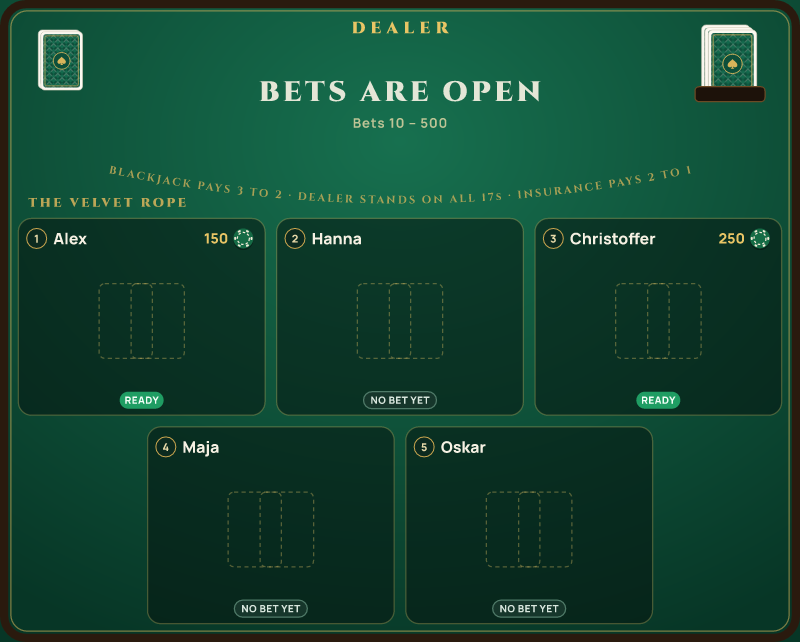 DEALER
BETS ARE OPEN
Bets 10 – 500
BLACKJACK PAYS 3 TO 2 · DEALER STANDS ON ALL 17s · INSURANCE PAYS 2 TO 1
THE VELVET ROPE
1 Alex 150
2 Hanna
3 Christoffer 250
READY
NO BET YET
READY
4 Maja
5 Oskar
NO BET YET
NO BET YET